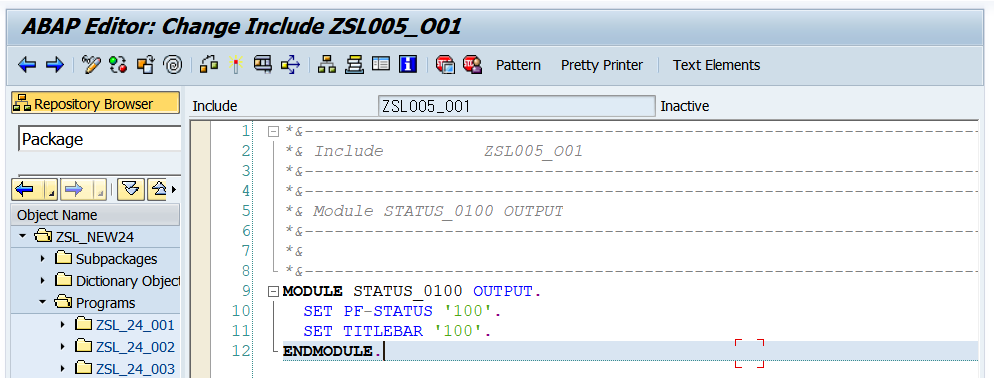 ABAP Editor: Change Include ZSL005_O01
Pattern Pretty Printer Text Elements
Repository Browser
Package
Object Name
ZSL_NEW24
Subpackages
Dictionary Object
Programs
ZSL_24_001
ZSL_24_002
ZSL_24_003
Include ZSL005_O01 Inactive
1 *&---------------------------------------------------------------------
2 *& Include ZSL005_O01
3 *&---------------------------------------------------------------------
4 *&---------------------------------------------------------------------
5 *& Module STATUS_0100 OUTPUT
6 *&---------------------------------------------------------------------
7 *&
8 *&---------------------------------------------------------------------
9 MODULE STATUS_0100 OUTPUT.
10 SET PF-STATUS '100'.
11 SET TITLEBAR '100'.
12 ENDMODULE.